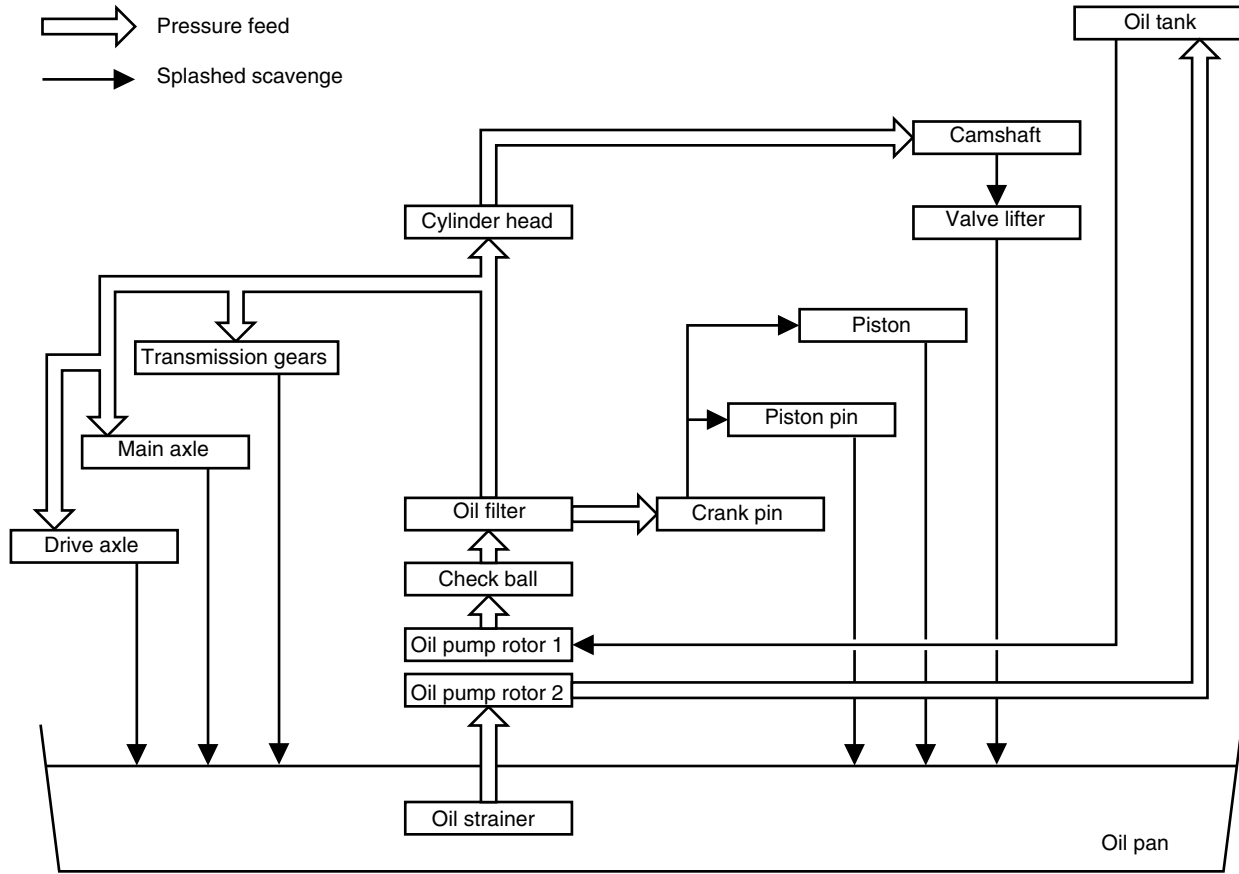 Pressure feed
Splashed scavenge
Oil tank
Camshaft
Cylinder head
Valve lifter
Piston
Transmission gears
Piston pin
Main axle
Oil filter
Crank pin
Drive axle
Check ball
Oil pump rotor 1
Oil pump rotor 2
Oil strainer
Oil pan